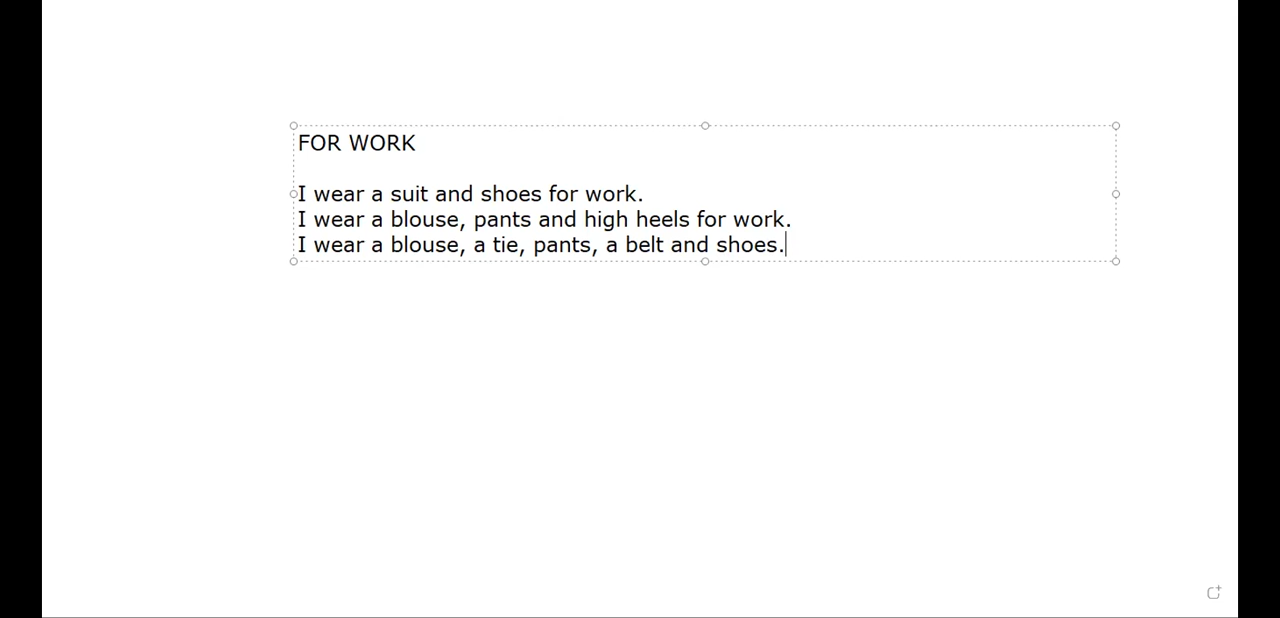 FOR WORK
I wear a suit and shoes for work.
I wear a blouse, pants and high heels for work.
I wear a blouse, a tie, pants, a belt and shoes.